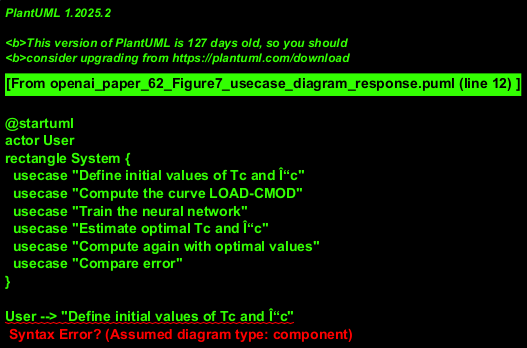 PlantUML 1.2025.2
<b>This version of PlantUML is 127 days old, so you should
<b>consider upgrading from https://plantuml.com/download
[From openai_paper_62_Figure7_usecase_diagram_response.puml (line 12) ]
@startuml
actor User
rectangle System {
usecase "Define initial values of Tc and Î“c"
usecase "Compute the curve LOAD-CMOD"
usecase "Train the neural network"
usecase "Estimate optimal Tc and Î“c"
usecase "Compute again with optimal values"
usecase "Compare error"
}
User --> "Define initial values of Tc and Î“c"
Syntax Error? (Assumed diagram type: component)